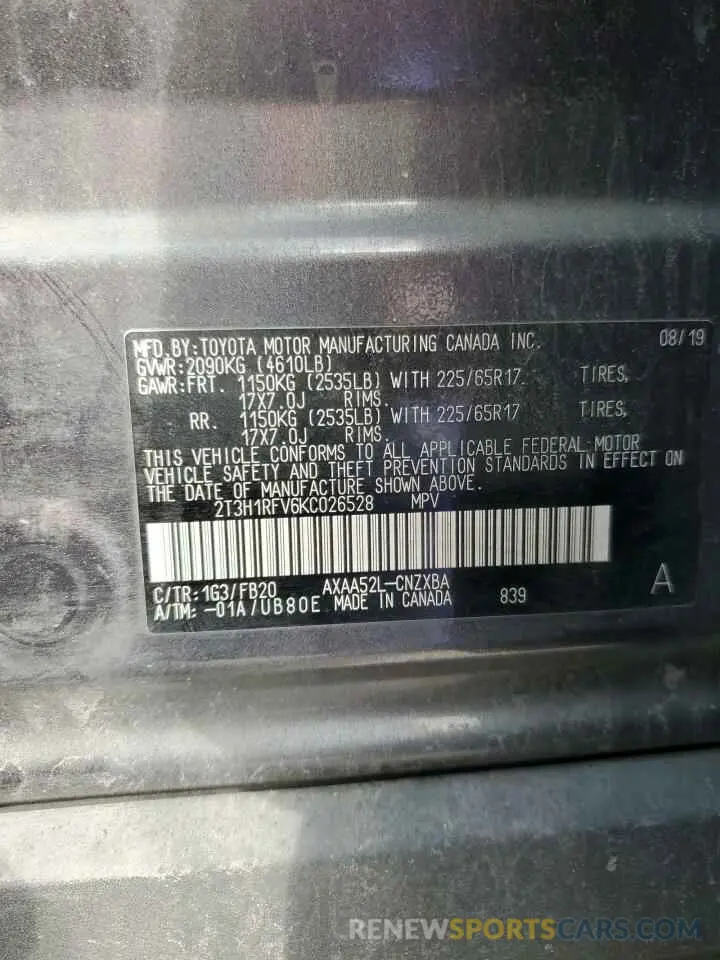 MFD.BY:TOYOTA MOTOR MANUFACTURING CANADA INC. 08/19
GVWR:2090KG (4610LB)
GAWR:FRT. 1150KG (2535LB) WITH 225/65R17 TIRES,
17X7.0J RIMS.
RR. 1150KG (2535LB) WITH 225/65R17 TIRES,
17X7.0J RIMS.
THIS VEHICLE CONFORMS TO ALL APPLICABLE FEDERAL MOTOR
VEHICLE SAFETY AND THEFT PREVENTION STANDARDS IN EFFECT ON
THE DATE OF MANUFACTURE SHOWN ABOVE.
2T3H1RFV6KC026528 MPV
C/TR:1G3/FB20 AXAA52L-CNZXBA A
A/TM:-01A/UB80E MADE IN CANADA 839
RENEWSPORTSCARS.COM